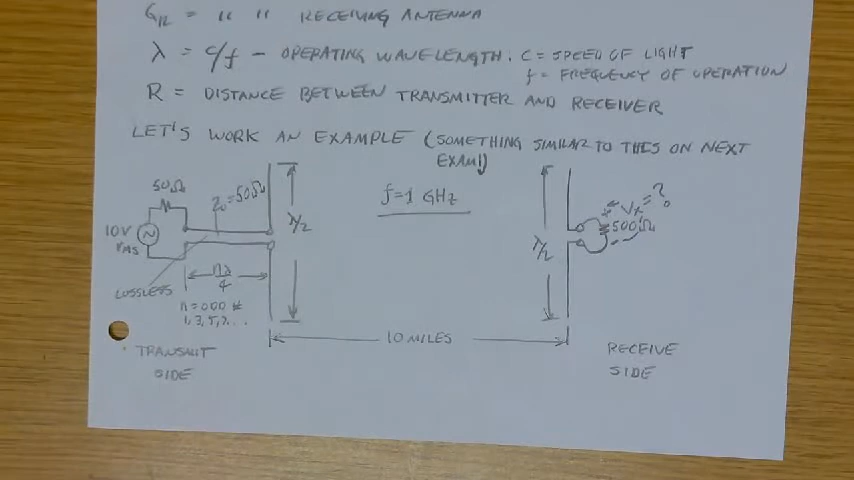 GR = " " RECEIVING ANTENNA
λ = c/f - OPERATING WAVELENGTH. C = SPEED OF LIGHT
f = FREQUENCY OF OPERATION
R = DISTANCE BETWEEN TRANSMITTER AND RECEIVER
LET'S WORK AN EXAMPLE (SOMETHING SIMILAR TO THIS ON NEXT
EXAM!)
50Ω
Z0=50Ω
f=1 GHz
λ/2
10V
RMS
λ/2
+ Vx = ?
500Ω
-
LOSSLESS
nλ/4
n=ODD #
1,3,5,7...
10 MILES
TRANSMIT
SIDE
RECEIVE
SIDE